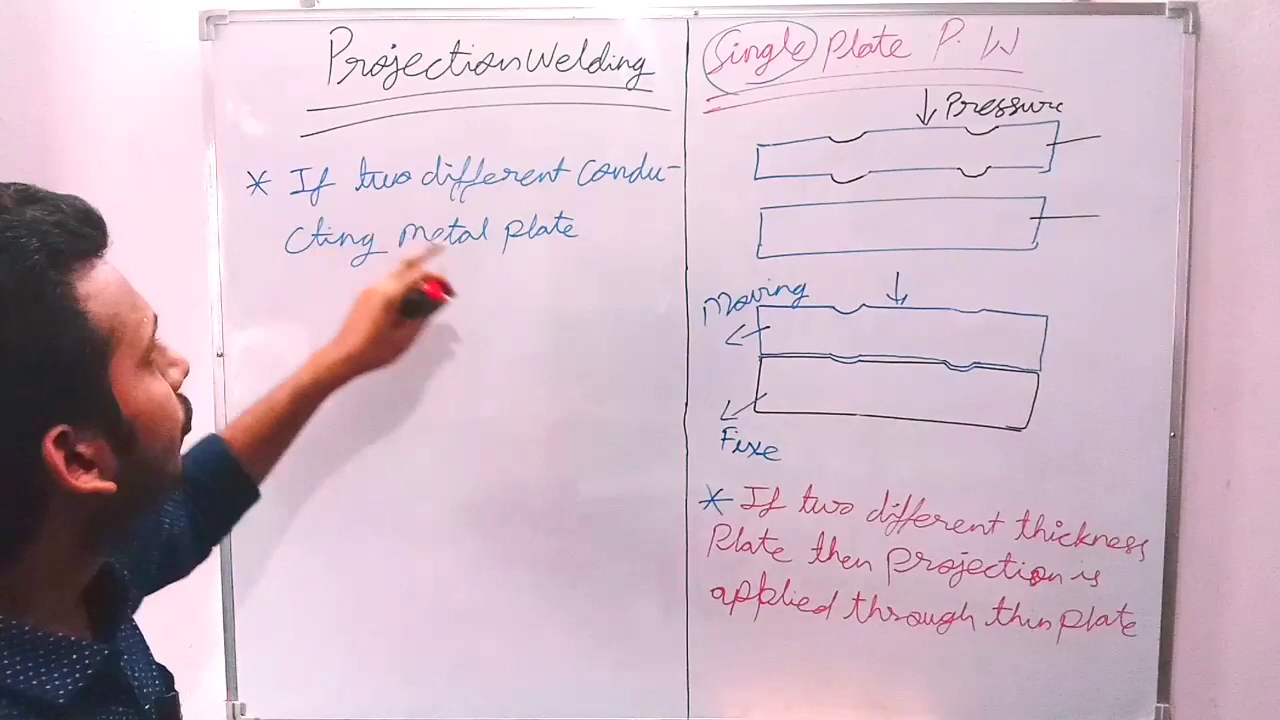 Projection Welding
* If two different condu-
cting metal plate
Single Plate P. W
Pressure
Moving
Fixe
* If two different thickness
Plate then projection is
applied through thin plate